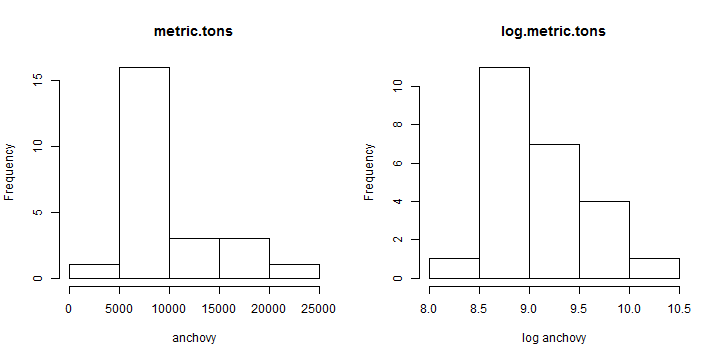 metric.tons
Frequency
15
10
5
0
0 5000 10000 15000 20000 25000
anchovy
log.metric.tons
Frequency
10
8
6
4
2
0
8.0 8.5 9.0 9.5 10.0 10.5
log anchovy